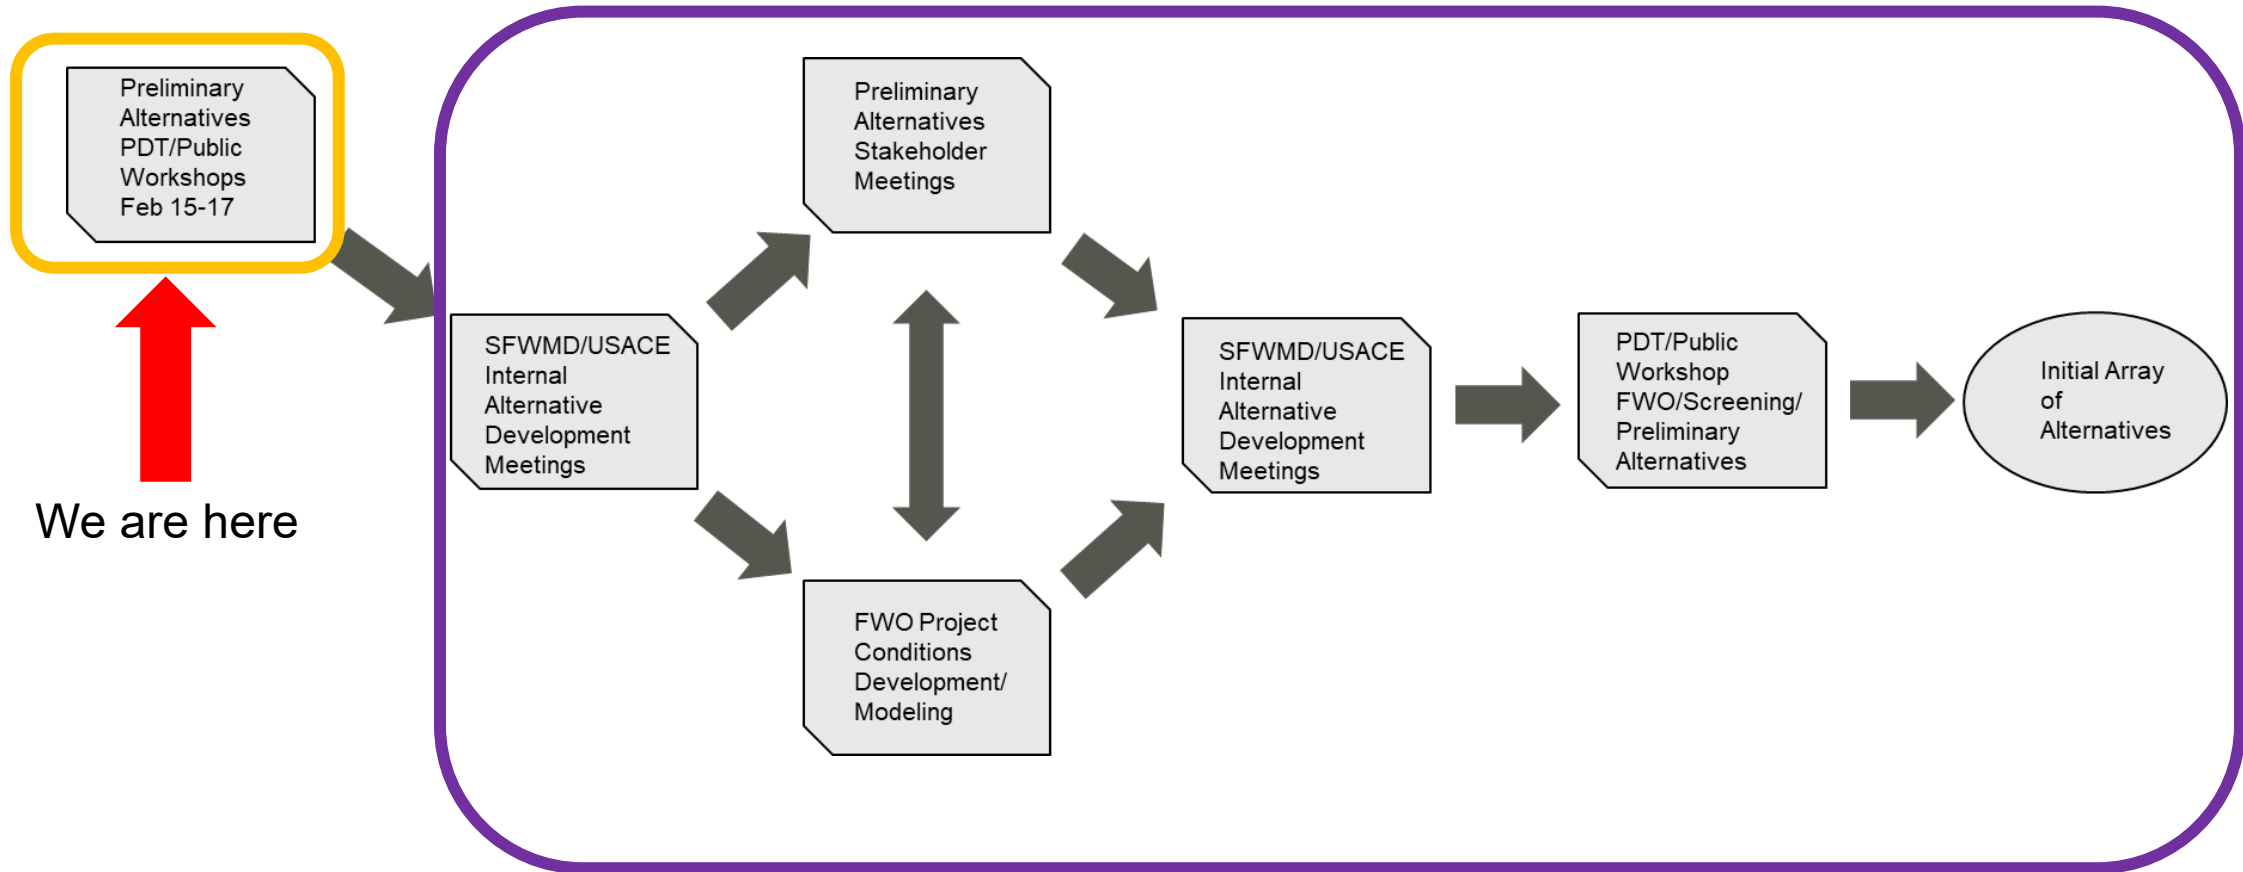 Preliminary
Alternatives
PDT/Public
Workshops
Feb 15-17
We are here
SFWMD/USACE
Internal
Alternative
Development
Meetings
Preliminary
Alternatives
Stakeholder
Meetings
FWO Project
Conditions
Development/
Modeling
SFWMD/USACE
Internal
Alternative
Development
Meetings
PDT/Public
Workshop
FWO/Screening/
Preliminary
Alternatives
Initial Array
of
Alternatives